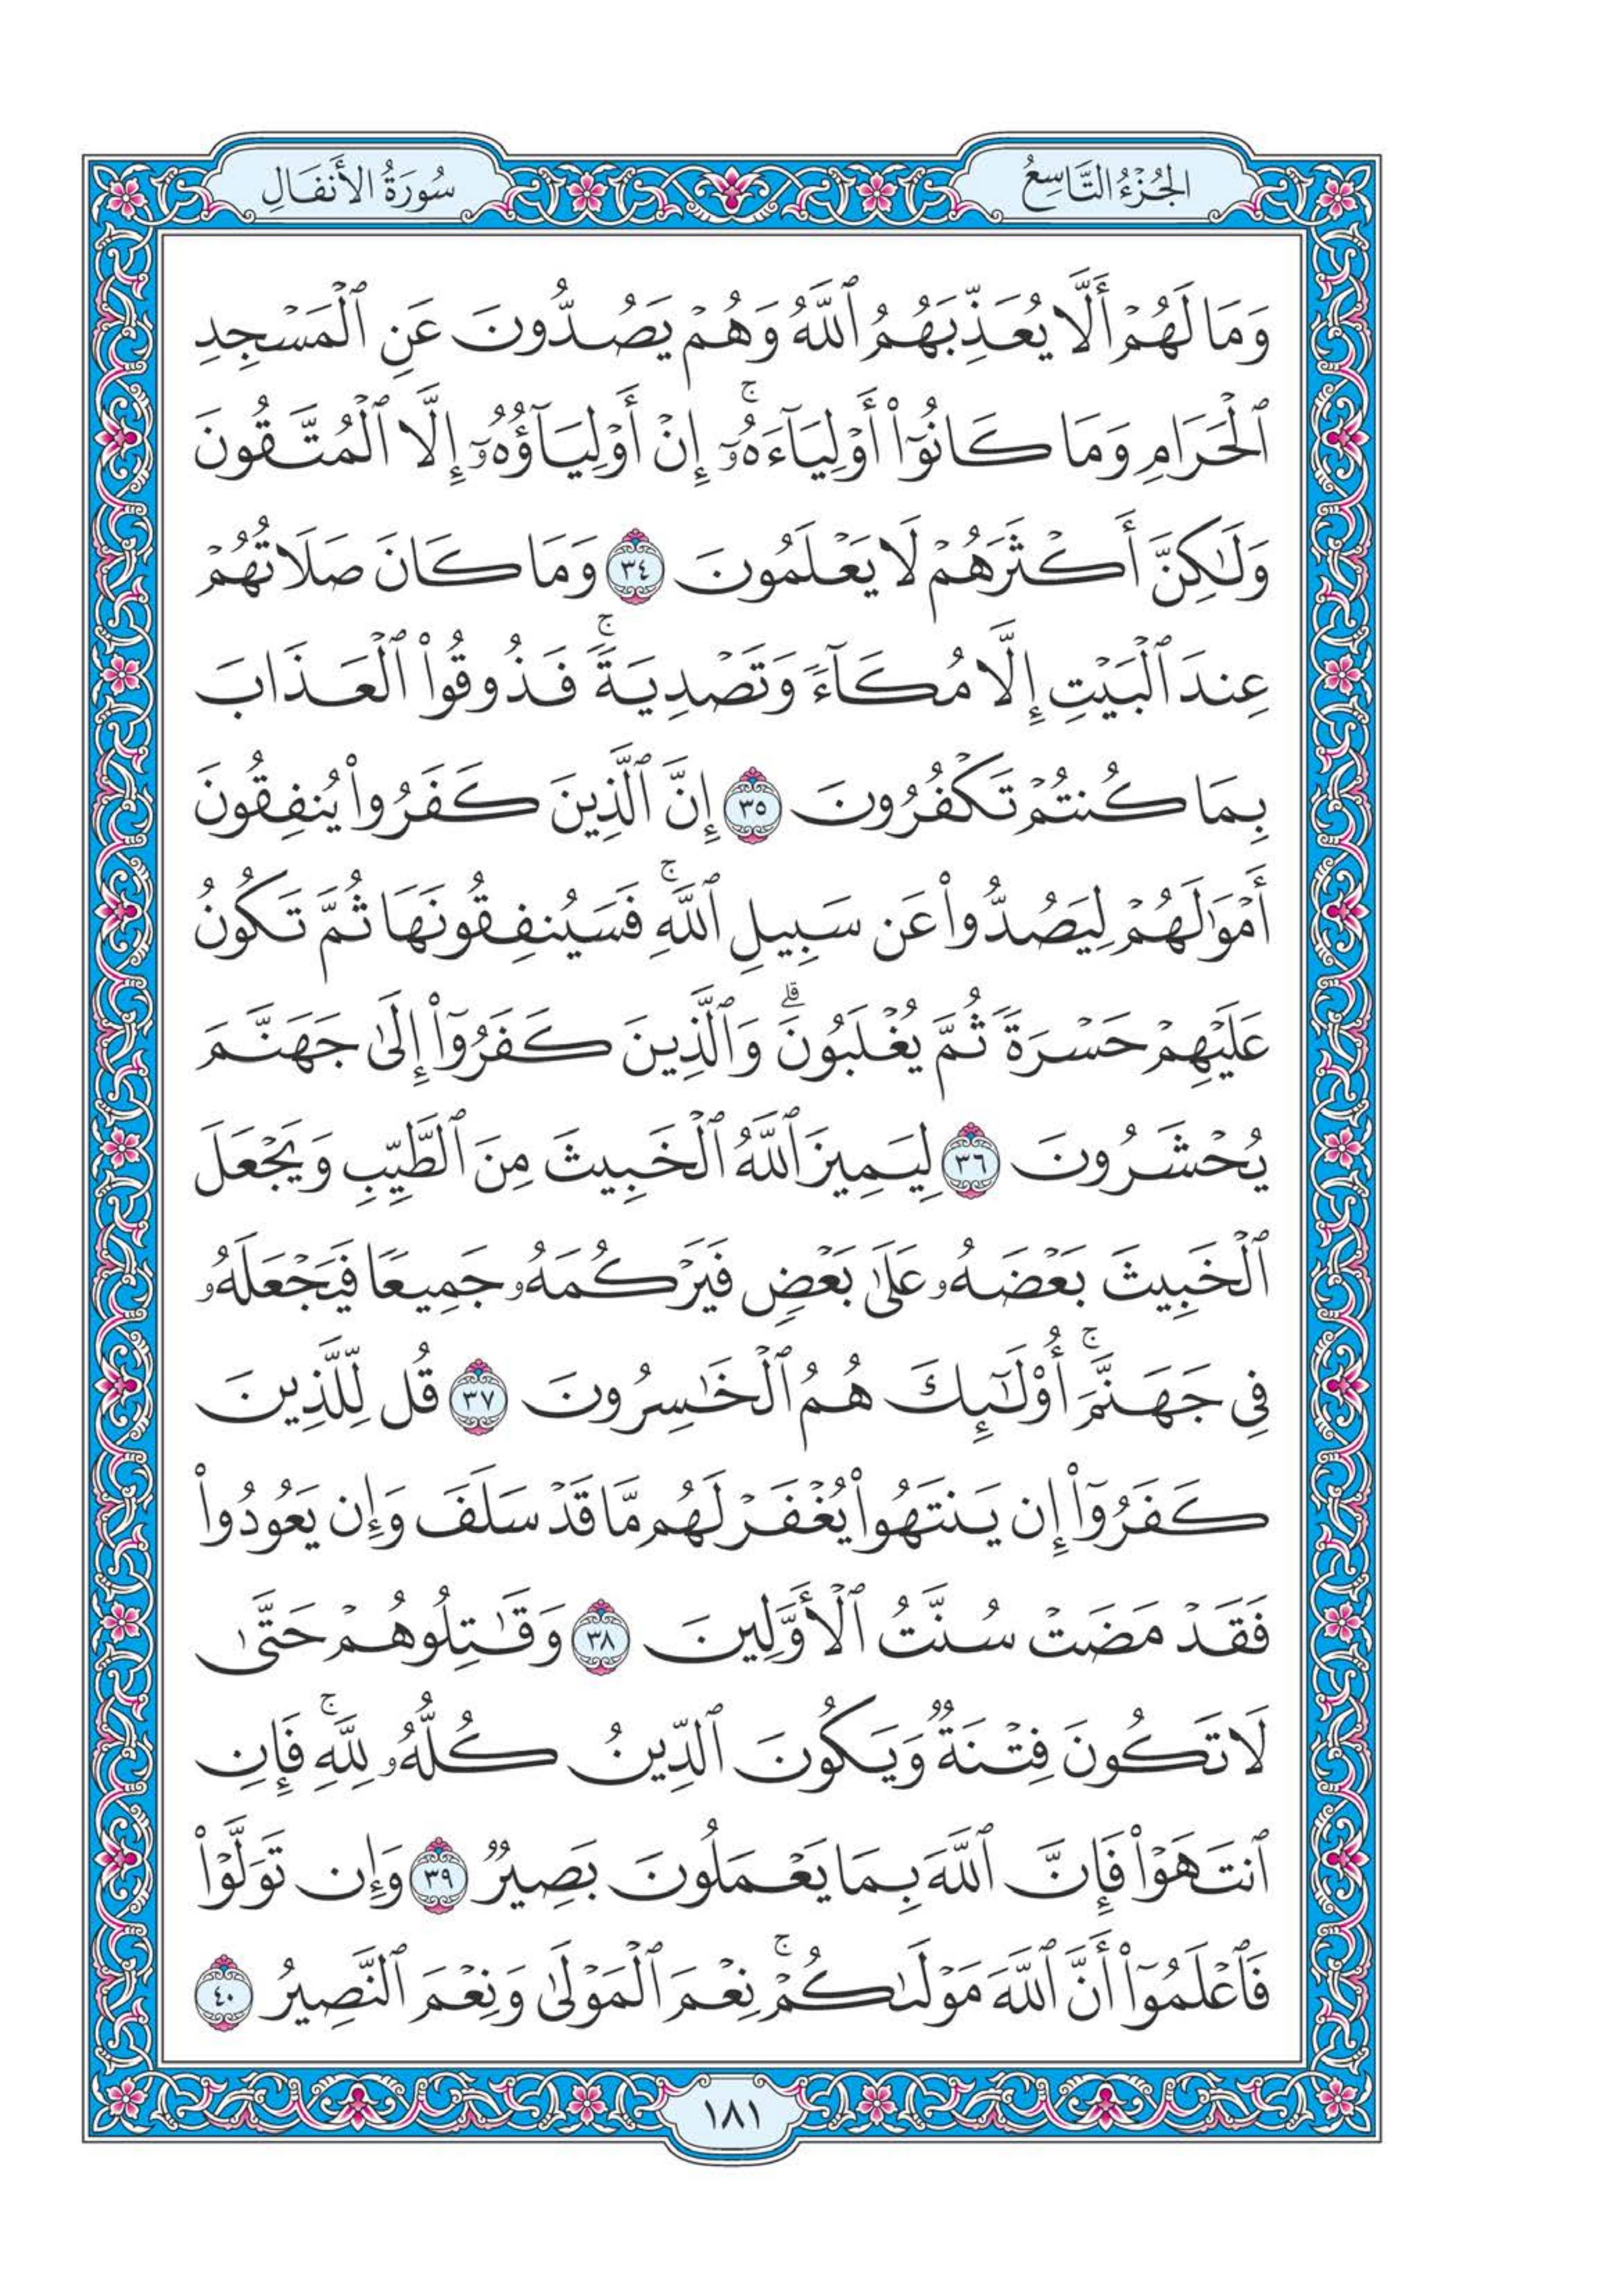 الجُزْءُ التَّاسِعُ
سُورَةُ الأَنفَالِ
وَمَا لَهُمۡ أَلَّا يُعَذِّبَهُمُ ٱللَّهُ وَهُمۡ يَصُدُّونَ عَنِ ٱلۡمَسۡجِدِ
ٱلۡحَرَامِ وَمَا كَانُوٓاْ أَوۡلِيَآءَهُۥٓۚ إِنۡ أَوۡلِيَآؤُهُۥٓ إِلَّا ٱلۡمُتَّقُونَ
وَلَٰكِنَّ أَكۡثَرَهُمۡ لَا يَعۡلَمُونَ ٣٤ وَمَا كَانَ صَلَاتُهُمۡ
عِندَ ٱلۡبَيۡتِ إِلَّا مُكَآءٗ وَتَصۡدِيَةٗۚ فَذُوقُواْ ٱلۡعَذَابَ
بِمَا كُنتُمۡ تَكۡفُرُونَ ٣٥ إِنَّ ٱلَّذِينَ كَفَرُواْ يُنفِقُونَ
أَمۡوَٰلَهُمۡ لِيَصُدُّواْ عَن سَبِيلِ ٱللَّهِۚ فَسَيُنفِقُونَهَا ثُمَّ تَكُونُ
عَلَيۡهِمۡ حَسۡرَةٗ ثُمَّ يُغۡلَبُونَۗ وَٱلَّذِينَ كَفَرُوٓاْ إِلَىٰ جَهَنَّمَ
يُحۡشَرُونَ ٣٦ لِيَمِيزَ ٱللَّهُ ٱلۡخَبِيثَ مِنَ ٱلطَّيِّبِ وَيَجۡعَلَ
ٱلۡخَبِيثَ بَعۡضَهُۥ عَلَىٰ بَعۡضٖ فَيَرۡكُمَهُۥ جَمِيعٗا فَيَجۡعَلَهُۥ
فِي جَهَنَّمَۚ أُوْلَٰٓئِكَ هُمُ ٱلۡخَٰسِرُونَ ٣٧ قُل لِّلَّذِينَ
كَفَرُوٓاْ إِن يَنتَهُواْ يُغۡفَرۡ لَهُم مَّا قَدۡ سَلَفَ وَإِن يَعُودُواْ
فَقَدۡ مَضَتۡ سُنَّتُ ٱلۡأَوَّلِينَ ٣٨ وَقَٰتِلُوهُمۡ حَتَّىٰ
لَا تَكُونَ فِتۡنَةٞ وَيَكُونَ ٱلدِّينُ كُلُّهُۥ لِلَّهِۚ فَإِنِ
ٱنتَهَوۡاْ فَإِنَّ ٱللَّهَ بِمَا يَعۡمَلُونَ بَصِيرٞ ٣٩ وَإِن تَوَلَّوۡاْ
فَٱعۡلَمُوٓاْ أَنَّ ٱللَّهَ مَوۡلَىٰكُمۡۚ نِعۡمَ ٱلۡمَوۡلَىٰ وَنِعۡمَ ٱلنَّصِيرُ ٤٠
١٨١